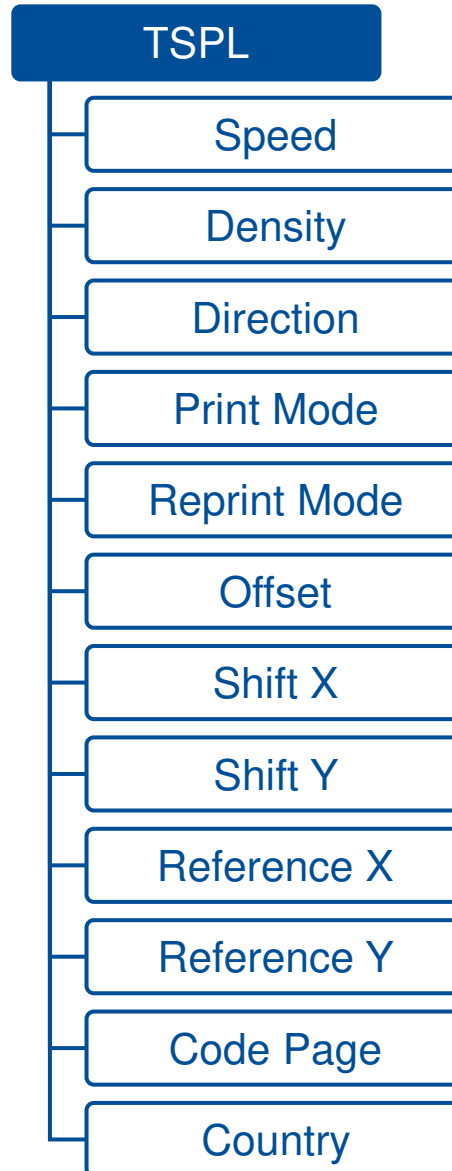 TSPL
Speed
Density
Direction
Print Mode
Reprint Mode
Offset
Shift X
Shift Y
Reference X
Reference Y
Code Page
Country